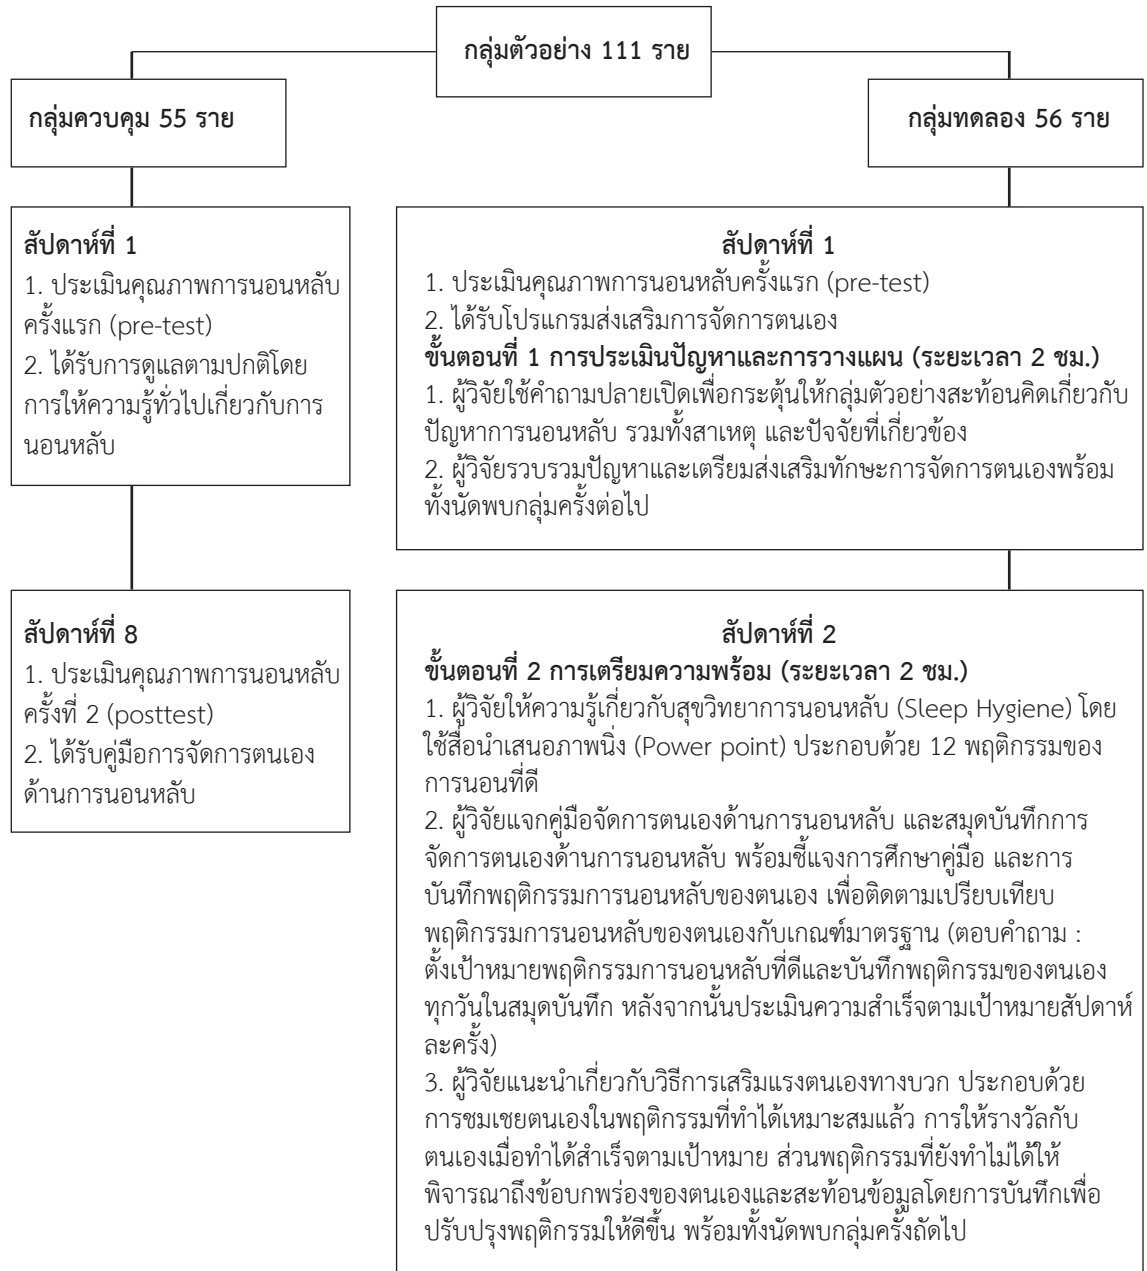 กลุ่มตัวอย่าง 111 ราย
กลุ่มควบคุม 55 ราย
กลุ่มทดลอง 56 ราย
สัปดาห์ที่ 1
1. ประเมินคุณภาพการนอนหลับ
ครั้งแรก (pre-test)
2. ได้รับการดูแลตามปกติโดย
การให้ความรู้ทั่วไปเกี่ยวกับการ
นอนหลับ
สัปดาห์ที่ 8
1. ประเมินคุณภาพการนอนหลับ
ครั้งที่ 2 (posttest)
2. ได้รับคู่มือการจัดการตนเอง
ด้านการนอนหลับ
สัปดาห์ที่ 1
1. ประเมินคุณภาพการนอนหลับครั้งแรก (pre-test)
2. ได้รับโปรแกรมส่งเสริมการจัดการตนเอง
ขั้นตอนที่ 1 การประเมินปัญหาและการวางแผน (ระยะเวลา 2 ชม.)
1. ผู้วิจัยใช้คำถามปลายเปิดเพื่อกระตุ้นให้กลุ่มตัวอย่างสะท้อนคิดเกี่ยวกับ
ปัญหาการนอนหลับ รวมทั้งสาเหตุ และปัจจัยที่เกี่ยวข้อง
2. ผู้วิจัยรวบรวมปัญหาและเตรียมส่งเสริมทักษะการจัดการตนเองพร้อม
ทั้งนัดพบกลุ่มครั้งต่อไป
สัปดาห์ที่ 2
ขั้นตอนที่ 2 การเตรียมความพร้อม (ระยะเวลา 2 ชม.)
1. ผู้วิจัยให้ความรู้เกี่ยวกับสุขวิทยาการนอนหลับ (Sleep Hygiene) โดย
ใช้สื่อนำเสนอภาพนิ่ง (Power point) ประกอบด้วย 12 พฤติกรรมของ
การนอนที่ดี
2. ผู้วิจัยแจกคู่มือจัดการตนเองด้านการนอนหลับ และสมุดบันทึกการ
จัดการตนเองด้านการนอนหลับ พร้อมชี้แจงการศึกษาคู่มือ และการ
บันทึกพฤติกรรมการนอนหลับของตนเอง เพื่อติดตามเปรียบเทียบ
พฤติกรรมการนอนหลับของตนเองกับเกณฑ์มาตรฐาน (ตอบคำถาม :
ตั้งเป้าหมายพฤติกรรมการนอนหลับที่ดีและบันทึกพฤติกรรมของตนเอง
ทุกวันในสมุดบันทึก หลังจากนั้นประเมินความสำเร็จตามเป้าหมายสัปดาห์
ละครั้ง)
3. ผู้วิจัยแนะนำเกี่ยวกับวิธีการเสริมแรงตนเองทางบวก ประกอบด้วย
การชมเชยตนเองในพฤติกรรมที่ทำได้เหมาะสมแล้ว การให้รางวัลกับ
ตนเองเมื่อทำได้สำเร็จตามเป้าหมาย ส่วนพฤติกรรมที่ยังทำไม่ได้ให้
พิจารณาถึงข้อบกพร่องของตนเองและสะท้อนข้อมูลโดยการบันทึกเพื่อ
ปรับปรุงพฤติกรรมให้ดีขึ้น พร้อมทั้งนัดพบกลุ่มครั้งถัดไป